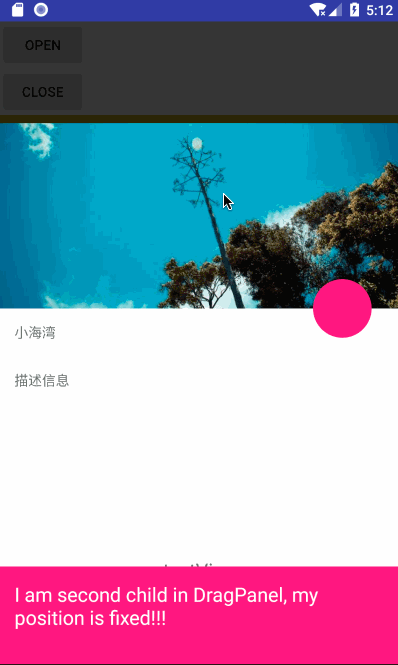 5:12
OPEN
CLOSE
小海湾
描述信息
I am second child in DragPanel, my
position is fixed!!!